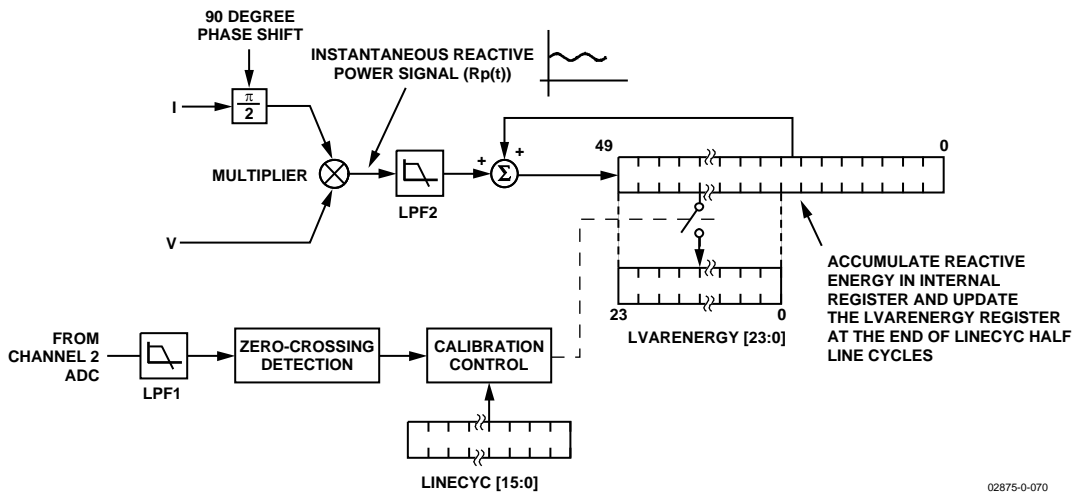 90 DEGREE
PHASE SHIFT
INSTANTANEOUS REACTIVE
POWER SIGNAL (Rp(t))
I
π
2
MULTIPLIER
LPF2
+
+
Σ
49
0
V
23
0
LVARENERGY [23:0]
ACCUMULATE REACTIVE
ENERGY IN INTERNAL
REGISTER AND UPDATE
THE LVARENERGY REGISTER
AT THE END OF LINECYC HALF
LINE CYCLES
FROM
CHANNEL 2
ADC
LPF1
ZERO-CROSSING
DETECTION
CALIBRATION
CONTROL
LINECYC [15:0]
02875-0-070